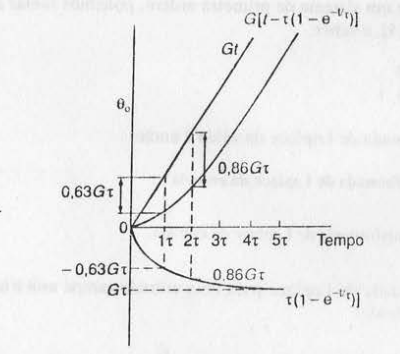 G[t – τ(1 – e⁻ᵗ/τ)]
Gt
θ₀
0,86Gτ
0,63Gτ
0 1τ 2τ 3τ 4τ 5τ Tempo
– 0,63Gτ
0,86Gτ
Gτ τ(1 – e⁻ᵗ/τ)]